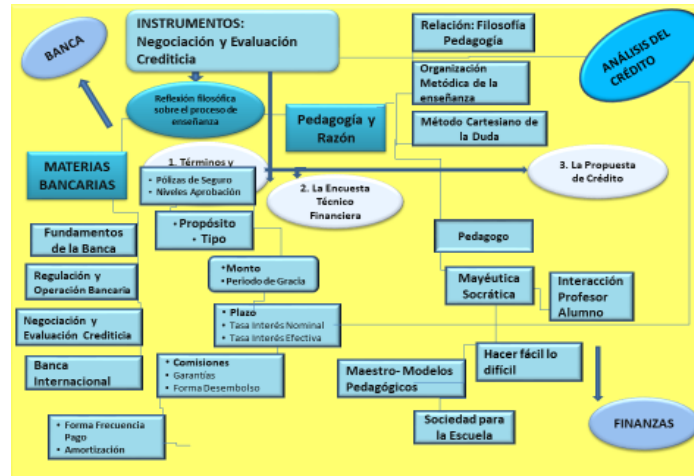 INSTRUMENTOS:
Negociación y Evaluación
Crediticia
BANCA
Relación: Filosofía
Pedagogía
ANÁLISIS DEL
CRÉDITO
Organización
Metódica de la
enseñanza
Reflexión filosófica
sobre el proceso de
enseñanza
Pedagogía y
Razón
Método Cartesiano de
la Duda
MATERIAS
BANCARIAS
1. Términos y
• Pólizas de Seguro
• Niveles Aprobación
2. La Encuesta
Técnico
Financiera
3. La Propuesta
de Crédito
• Propósito
• Tipo
Fundamentos
de la Banca
Pedagogo
Regulación y
Operación Bancaria
• Monto
• Periodo de Gracia
Mayéutica
Socrática
Interacción
Profesor
Alumno
Negociación y
Evaluación Crediticia
• Plazo
• Tasa Interés Nominal
• Tasa Interés Efectiva
Banca
Internacional
• Comisiones
• Garantías
• Forma Desembolso
Maestro- Modelos
Pedagógicos
Hacer fácil lo
difícil
Sociedad para
la Escuela
FINANZAS
• Forma Frecuencia
Pago
• Amortización